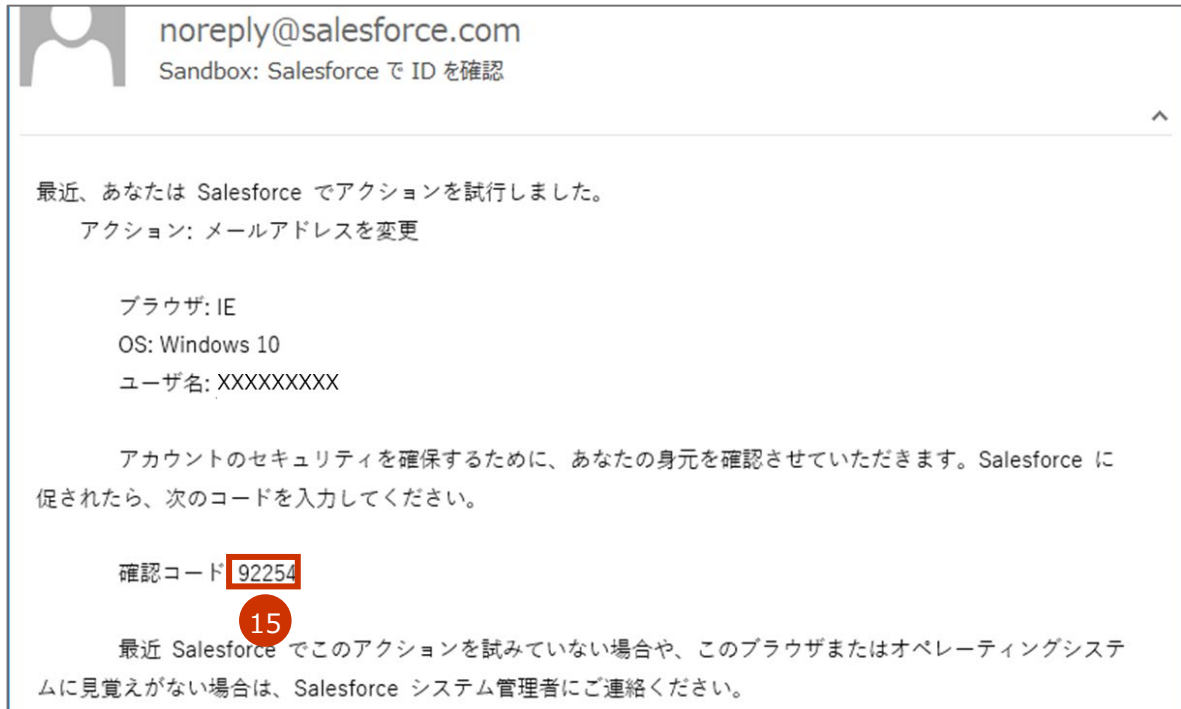 noreply@salesforce.com
Sandbox: Salesforce で ID を確認
最近、あなたは Salesforce でアクションを試行しました。
アクション: メールアドレスを変更
ブラウザ: IE
OS: Windows 10
ユーザ名: XXXXXXXXX
アカウントのセキュリティを確保するために、あなたの身元を確認させていただきます。Salesforce に
促されたら、次のコードを入力してください。
確認コード 92254
15
最近 Salesforce でこのアクションを試みていない場合や、このブラウザまたはオペレーティングシステ
ムに見覚えがない場合は、Salesforce システム管理者にご連絡ください。